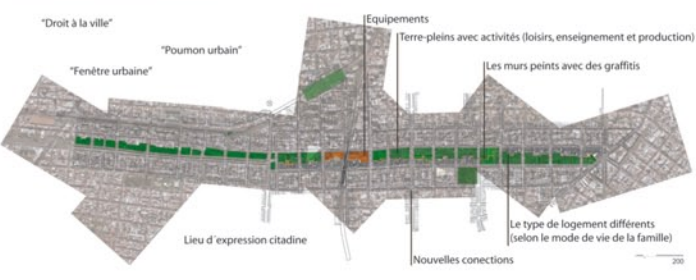 "Droit à la ville"
"Poumon urbain"
"Fenêtre urbaine"
Equipements
Terre-pleins avec activités (loisirs, enseignement et production)
Les murs peints avec des graffitis
Lieu d´expression citadine
Le type de logement différents
(selon le mode de vie de la famille)
Nouvelles conections
200